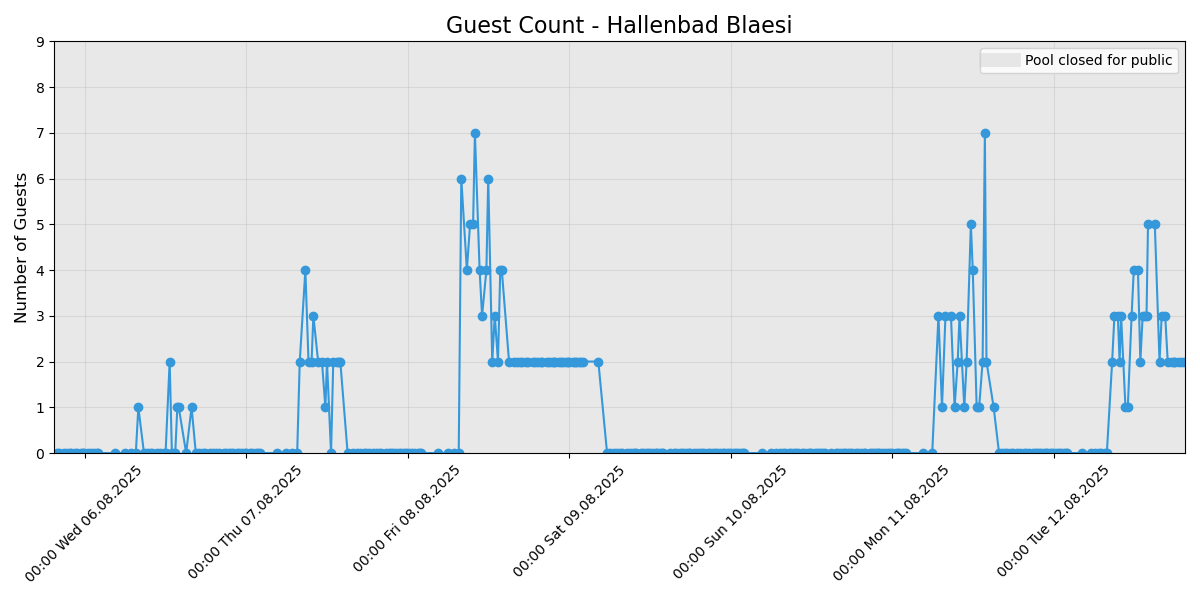 Guest Count - Hallenbad Blaesi
Pool closed for public
Number of Guests
9
8
7
6
5
4
3
2
1
0
00:00 Wed 06.08.2025
00:00 Thu 07.08.2025
00:00 Fri 08.08.2025
00:00 Sat 09.08.2025
00:00 Sun 10.08.2025
00:00 Mon 11.08.2025
00:00 Tue 12.08.2025